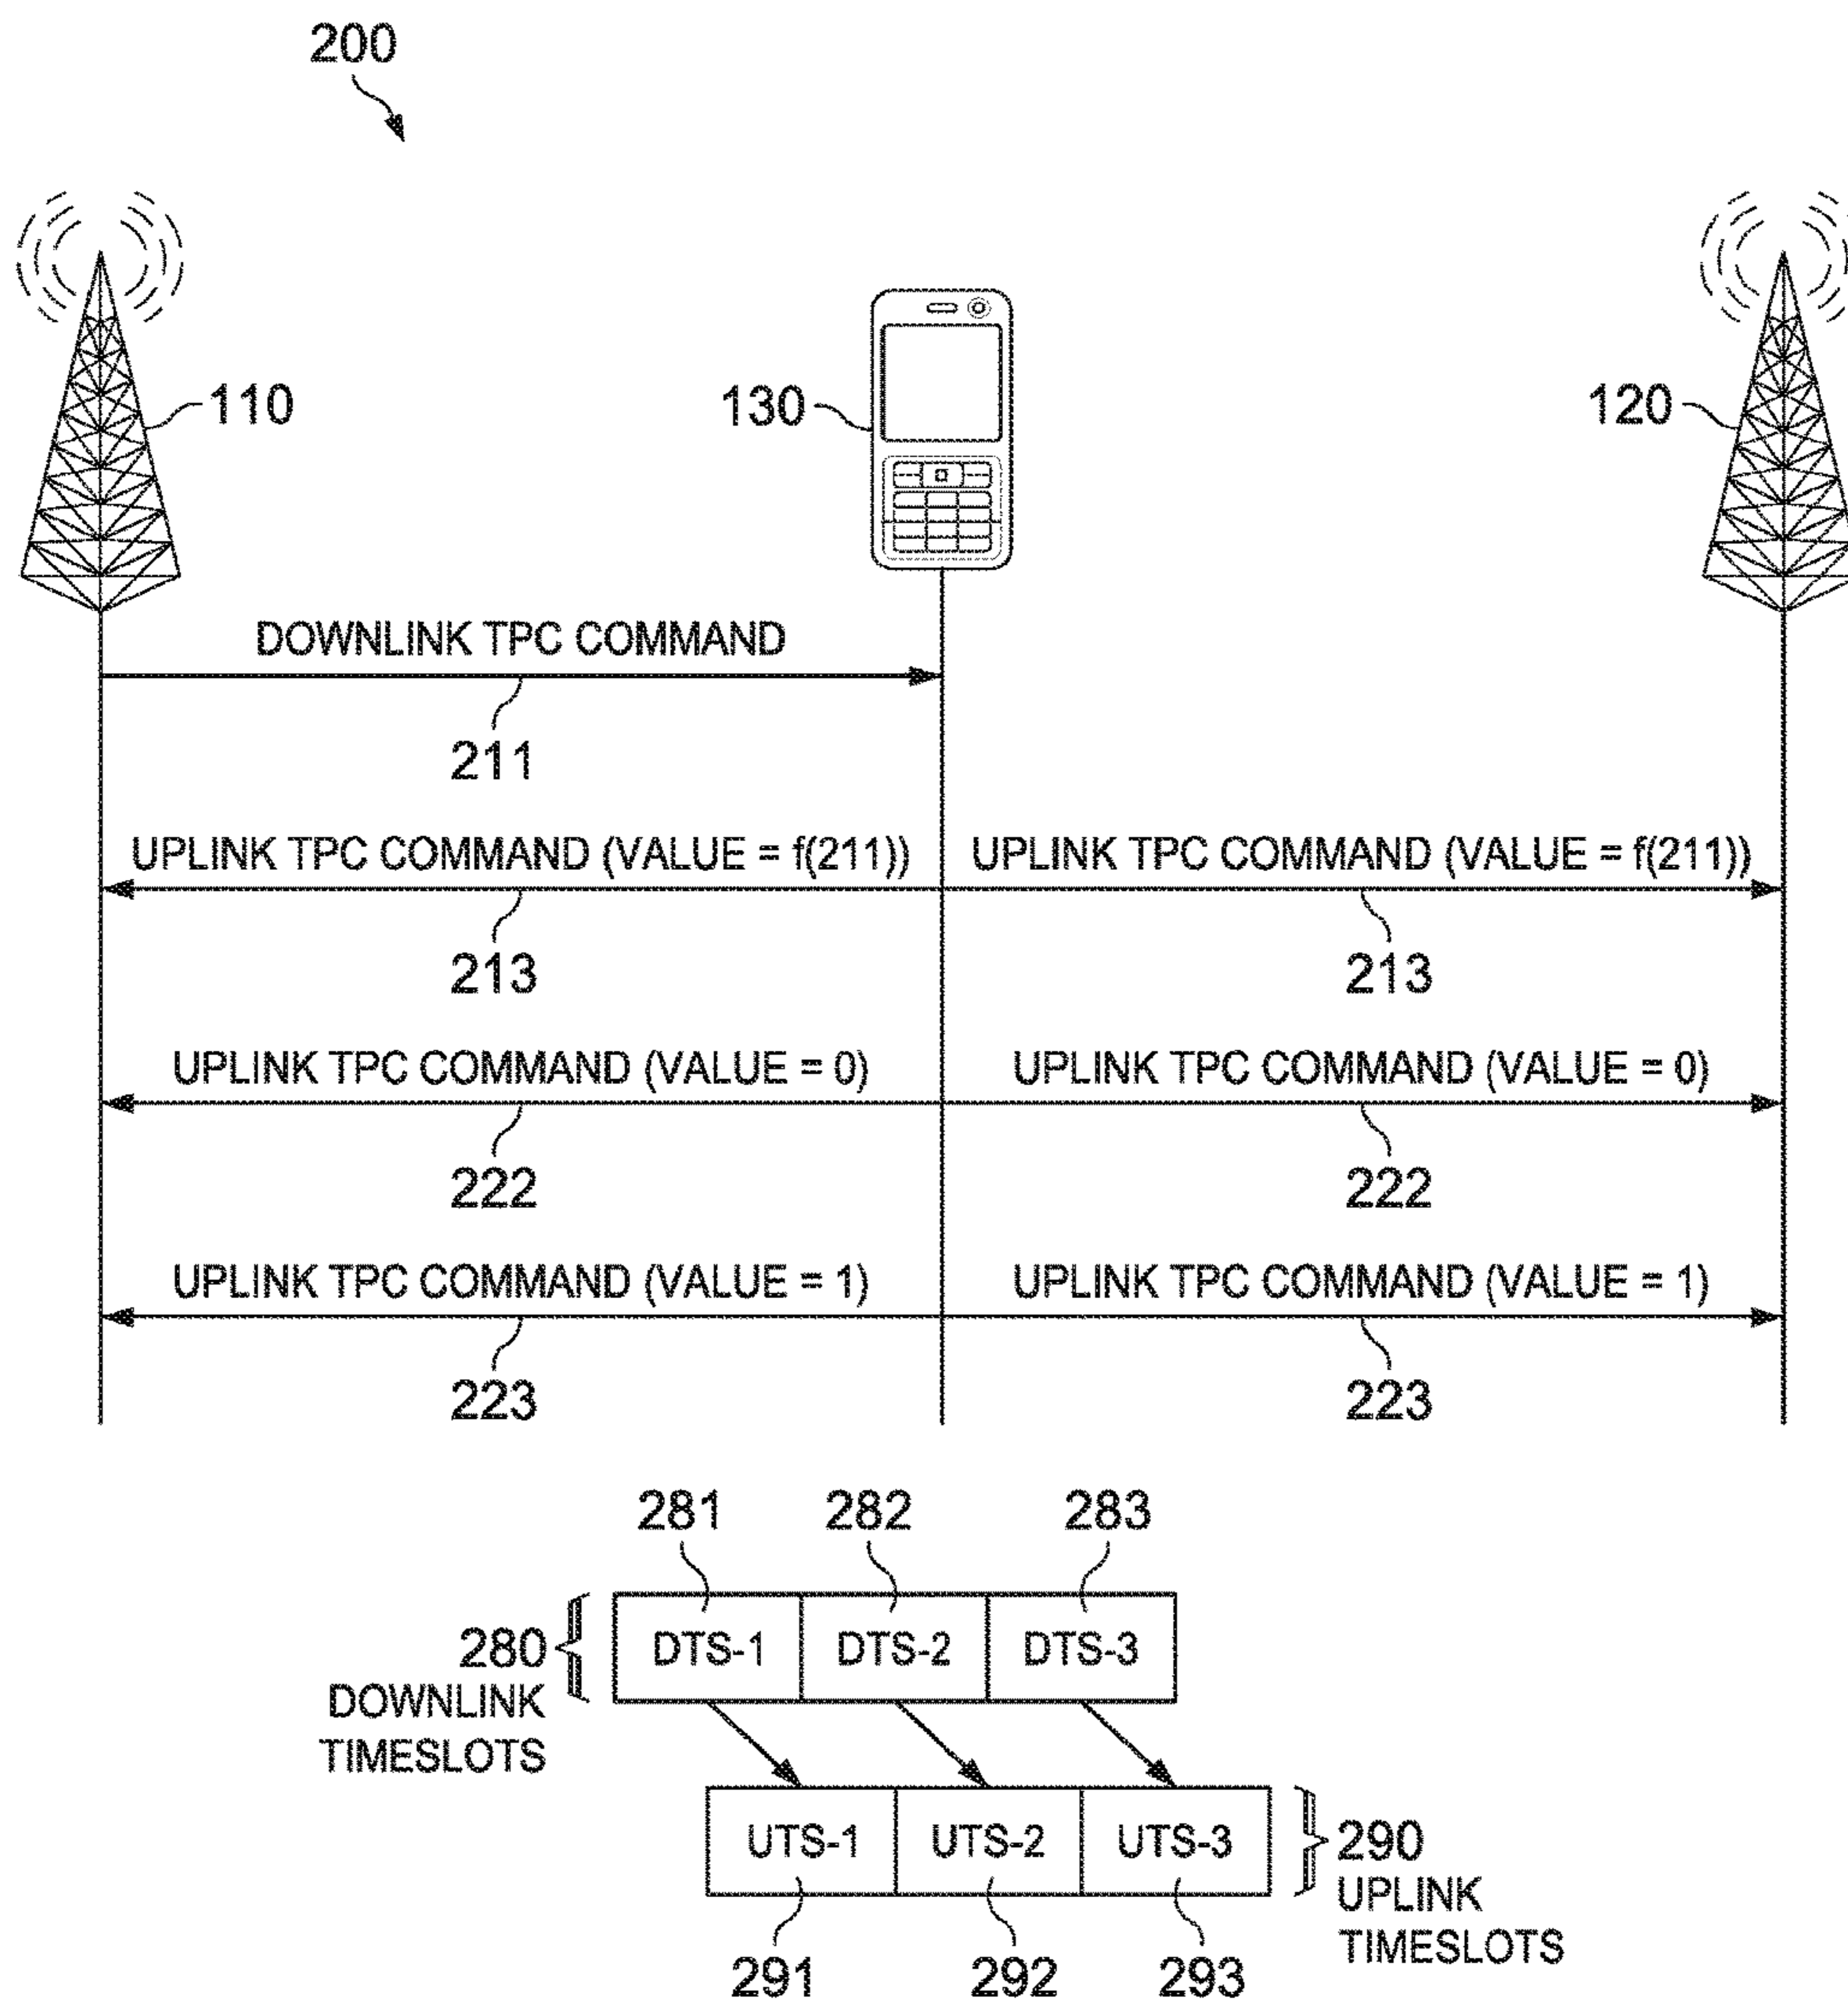 200
110
130
120
DOWNLINK TPC COMMAND
211
UPLINK TPC COMMAND (VALUE = f(211))
UPLINK TPC COMMAND (VALUE = f(211))
213
213
UPLINK TPC COMMAND (VALUE = 0)
UPLINK TPC COMMAND (VALUE = 0)
222
222
UPLINK TPC COMMAND (VALUE = 1)
UPLINK TPC COMMAND (VALUE = 1)
223
223
281
282
283
280
DOWNLINK
TIMESLOTS
DTS-1
DTS-2
DTS-3
UTS-1
UTS-2
UTS-3
290
UPLINK
TIMESLOTS
291
292
293